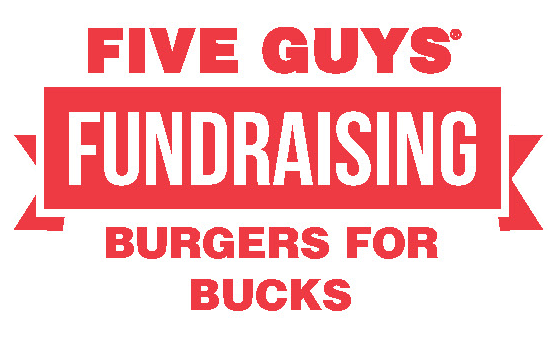 FIVE GUYS®
FUNDRAISING
BURGERS FOR
BUCKS